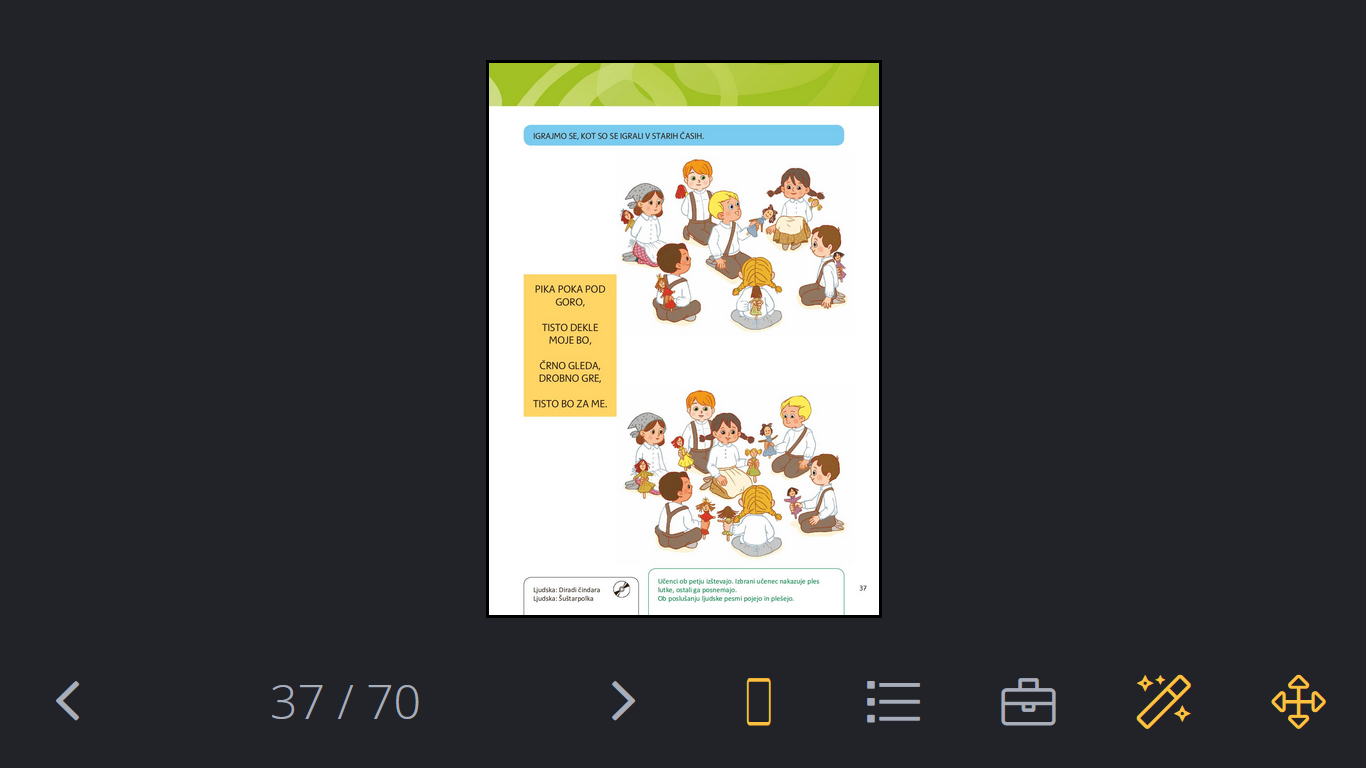 IGRAJMO SE, KOT SO SE IGRALI V STARIH ČASIH.
PIKA POKA POD
GORO,
TISTO DEKLE
MOJE BO,
ČRNO GLEDA,
DROBNO GRE,
TISTO BO ZA ME.
Ljudska: Diradi čindara
Ljudska: Šuštarpolka
Učenci ob petju izštevajo. Izbrani učenec nakazuje ples
lutke, ostali ga posnemajo.
Ob poslušanju ljudske pesmi pojejo in plešejo.
37
37 / 70